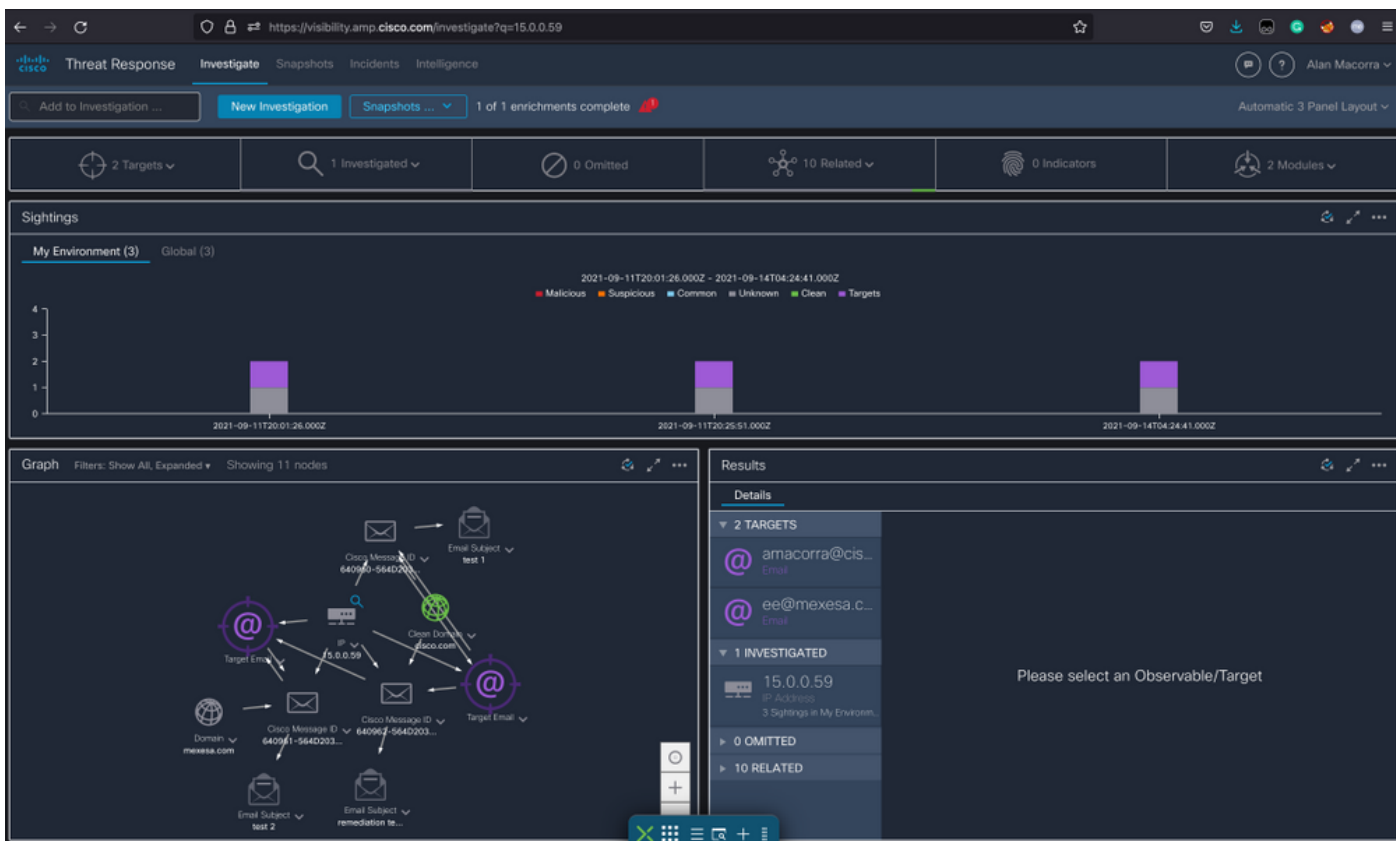 https://visibility.amp.cisco.com/investigate?q=15.0.0.59
cisco
Threat Response
Investigate
Snapshots
Incidents
Intelligence
?
Alan Macorra
Add to Investigation ...
New Investigation
Snapshots ...
1 of 1 enrichments complete
Automatic 3 Panel Layout
2 Targets
1 Investigated
0 Omitted
10 Related
0 Indicators
2 Modules
Sightings
My Environment (3)
Global (3)
2021-09-11T20:01:26.000Z - 2021-09-14T04:24:41.000Z
Malicious
Suspicious
Common
Unknown
Clean
Targets
4
3
2
1
0
2021-09-11T20:01:26.000Z
2021-09-11T20:25:51.000Z
2021-09-14T04:24:41.000Z
Graph
Filters: Show All, Expanded
Showing 11 nodes
Cisco Message ID
640960-564D203...
Email Subject
test 1
IP
15.0.0.59
Clean Domain
cisco.com
Target Email
Target Email
Domain
mexesa.com
Cisco Message ID
640961-564D203...
Cisco Message ID
640962-564D203...
Email Subject
test 2
Email Subject
remediation te...
Results
Details
2 TARGETS
@ amacorra@cis...
Email
@ ee@mexesa.c...
Email
1 INVESTIGATED
15.0.0.59
IP Address
3 Sightings in My Environm...
0 OMITTED
10 RELATED
Please select an Observable/Target